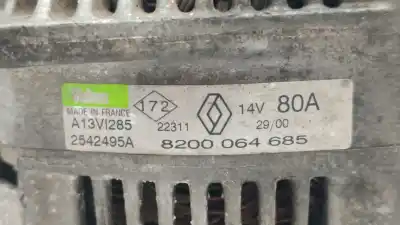 Valeo
MADE IN FRANCE
A13VI285
2542495A
172
22311
14V 80A
29/00
8200 064 685